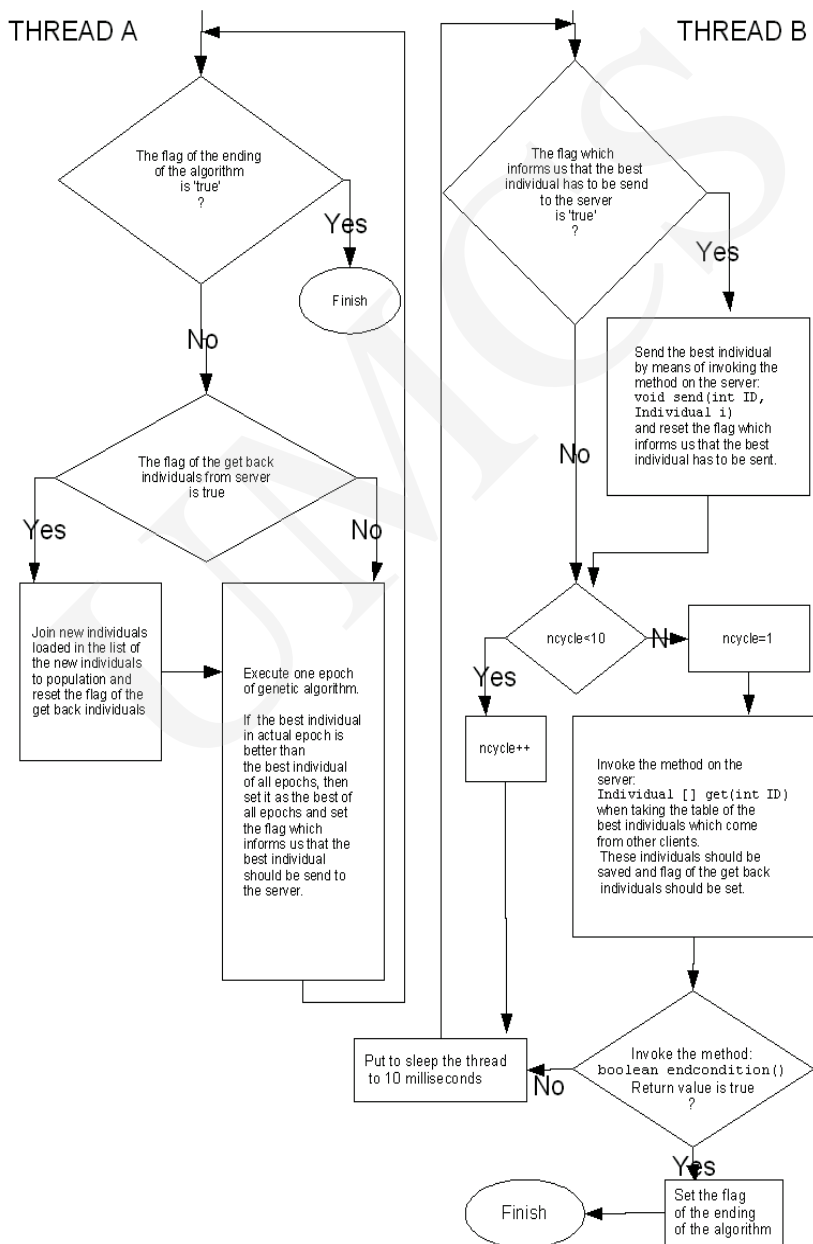 THREAD A
The flag of the ending
of the algorithm
is 'true'
?
Yes
Finish
No
The flag of the get back
individuals from server
is true
Yes
No
Join new individuals
loaded in the list of
the new individuals
to population and
reset the flag of the
get back individuals
Execute one epoch
of genetic algorithm.
If the best individual
in actual epoch is
better than
the best individual
of all epochs, then
set it as the best of
all epochs and set
the flag which
informs us that the
best individual
should be send to
the server.
THREAD B
The flag which
informs us that the best
individual has to be send
to the server
is 'true'
?
Yes
Send the best individual
by means of invoking the
method on the server:
void send(int ID,
Individual i)
and reset the flag which
informs us that the best
individual has to be sent.
No
ncycle<10
N
ncycle=1
Yes
ncycle++
Invoke the method on the
server:
Individual [] get(int ID)
when taking the table of the
best individuals which come
from other clients.
These individuals should be
saved and flag of the get back
individuals should be set.
Put to sleep the thread
to 10 milliseconds
No
Invoke the method:
boolean endcondition()
Return value is true
?
Yes
Set the flag
of the ending
of the algorithm
Finish
UMCS